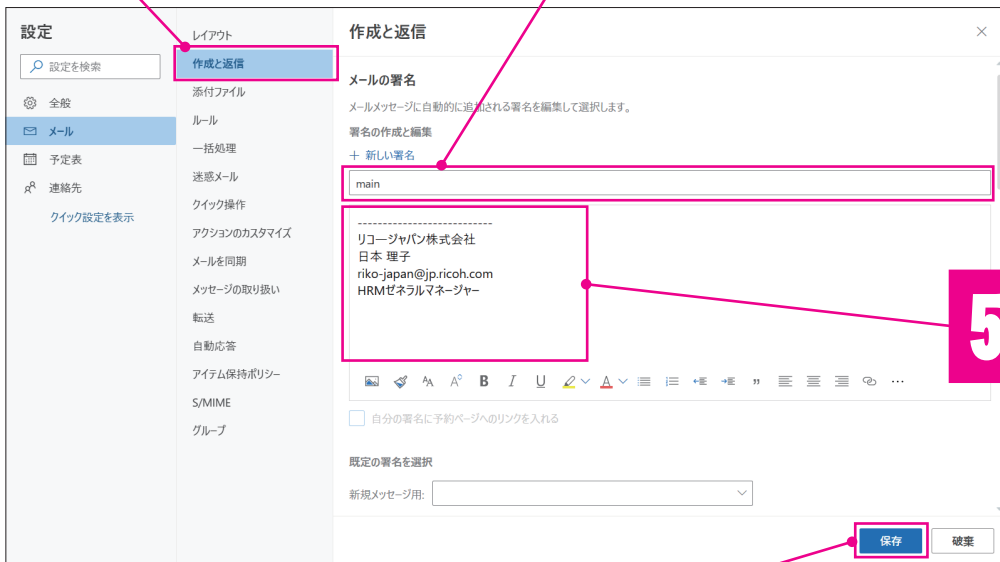 設定
設定を検索
全般
メール
予定表
連絡先
クイック設定を表示
レイアウト
作成と返信
添付ファイル
ルール
一括処理
迷惑メール
クイック操作
アクションのカスタマイズ
メールを同期
メッセージの取り扱い
転送
自動応答
アイテム保持ポリシー
S/MIME
グループ
作成と返信
メールの署名
メールメッセージに自動的に追加される署名を編集して選択します。
署名の作成と編集
新しい署名
main
---------------------------
リコージャパン株式会社
日本 理子
riko-japan@jp.ricoh.com
HRMゼネラルマネージャー
5
自分の署名に予約ページへのリンクを入れる
既定の署名を選択
新規メッセージ用:
保存
破棄